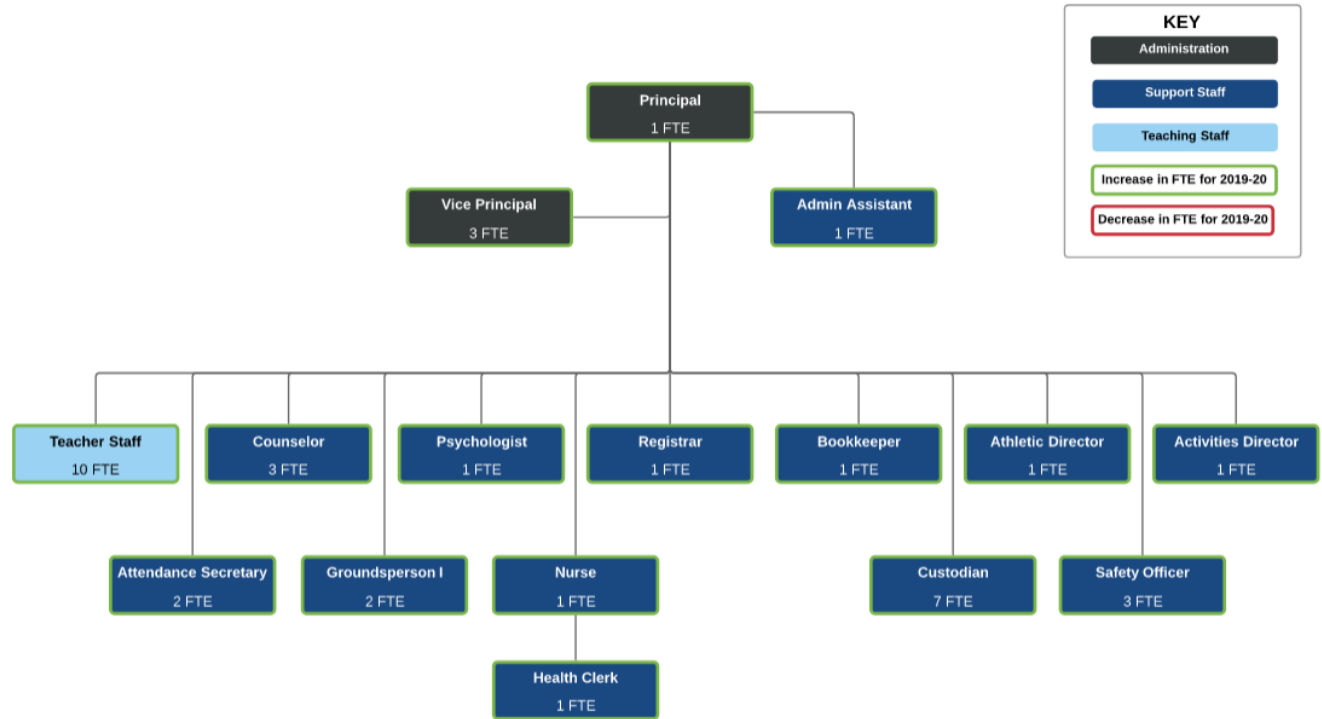 KEY
Administration
Support Staff
Teaching Staff
Increase in FTE for 2019-20
Decrease in FTE for 2019-20
Principal
1 FTE
Vice Principal
3 FTE
Admin Assistant
1 FTE
Teacher Staff
10 FTE
Counselor
3 FTE
Psychologist
1 FTE
Registrar
1 FTE
Bookkeeper
1 FTE
Athletic Director
1 FTE
Activities Director
1 FTE
Attendance Secretary
2 FTE
Groundsperson I
2 FTE
Nurse
1 FTE
Custodian
7 FTE
Safety Officer
3 FTE
Health Clerk
1 FTE